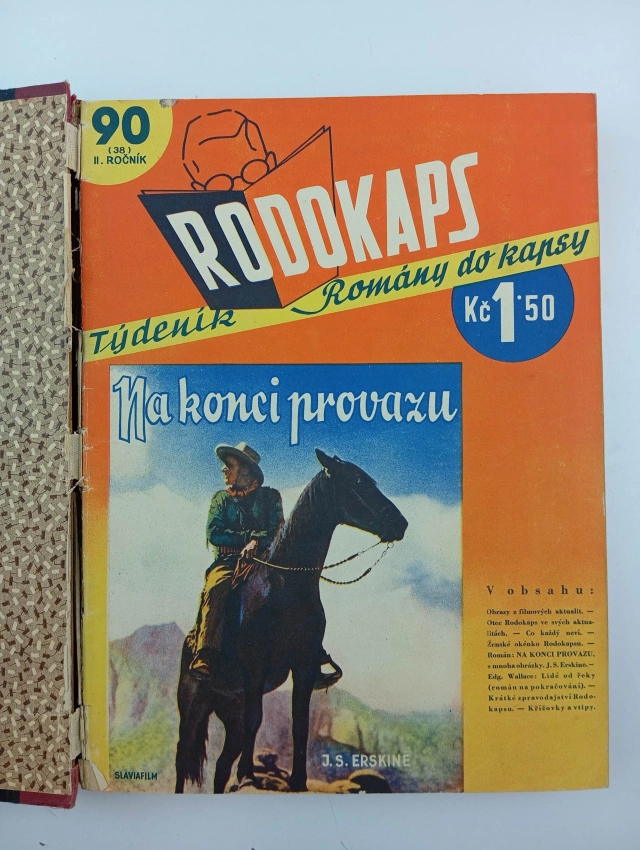 90
(38)
II. ROČNÍK
RODOKAPS
Týdeník Romány do kapsy
Kč 1·50
Na konci provazu
V obsahu:
Obrazy z filmových aktualit. —
Otec Rodokaps ve svých aktua-
litách. — Co každý neví. —
Ženské okénko Rodokapsu. —
Román: NA KONCI PROVAZU,
s mnoha obrázky. J. S. Erskine. —
Edg. Wallace: Lidé od řeky
(román na pokračování). —
Krátké zpravodajství Rodo-
kapsu. — Křížovky a vtipy.
J. S. ERSKINE
SLAVIAFILM